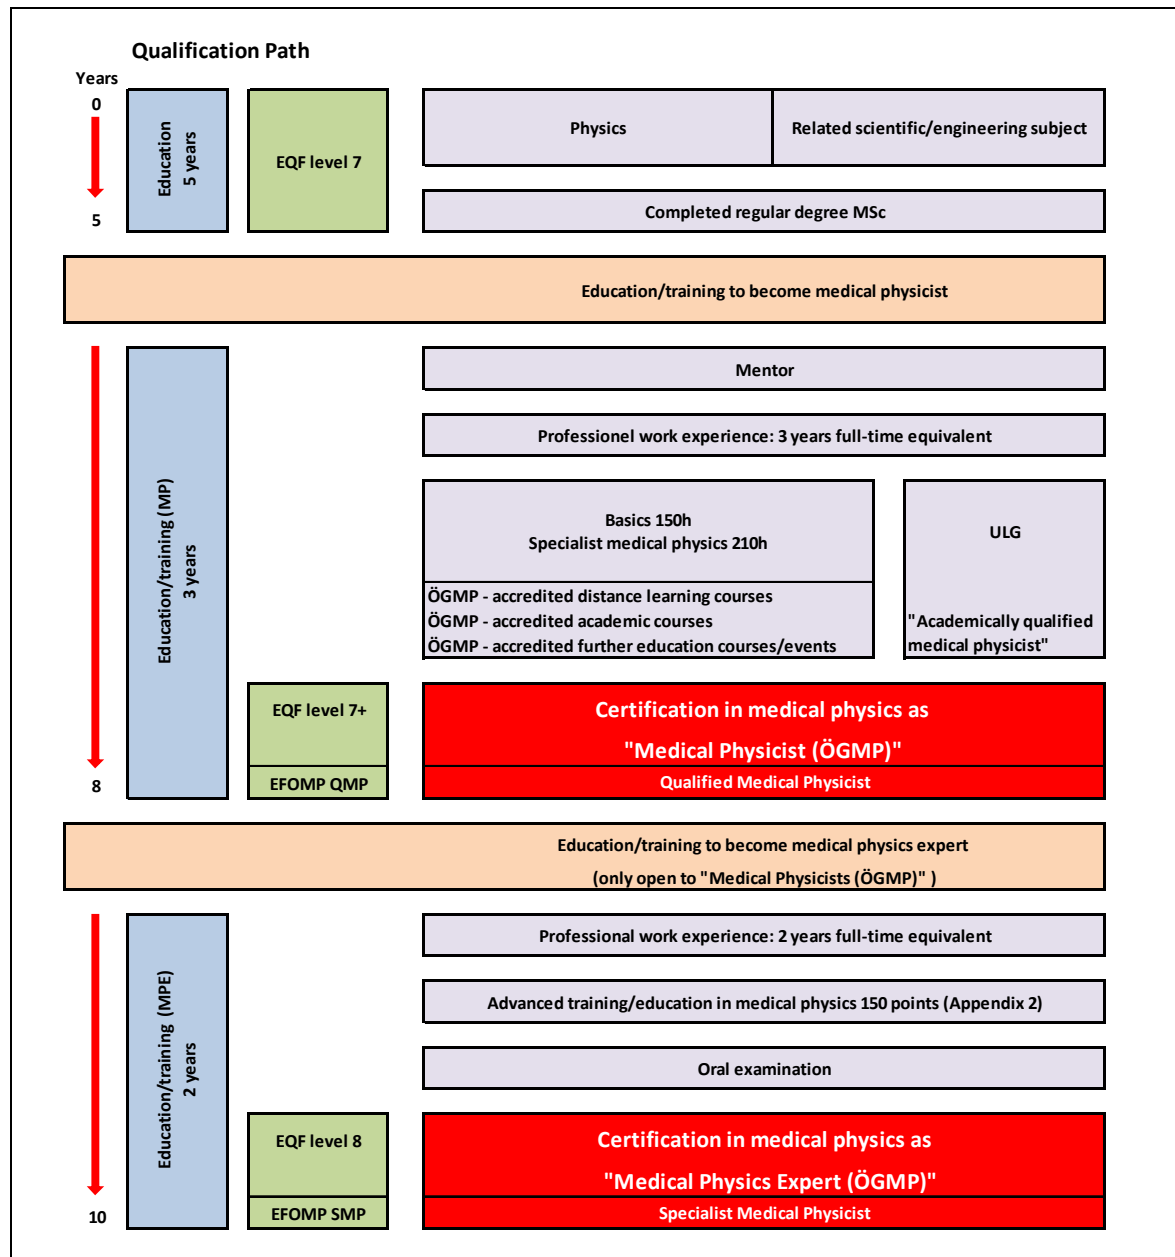 Qualification Path
Years
0
Education
5 years
EQF level 7
Physics
Related scientific/engineering subject
Completed regular degree MSc
5
Education/training to become medical physicist
Education/training (MP)
3 years
Mentor
Professionel work experience: 3 years full-time equivalent
Basics 150h
Specialist medical physics 210h
ÖGMP - accredited distance learning courses
ÖGMP - accredited academic courses
ÖGMP - accredited further education courses/events
ULG
"Academically qualified
medical physicist"
EQF level 7+
EFOMP QMP
Certification in medical physics as
"Medical Physicist (ÖGMP)"
Qualified Medical Physicist
8
Education/training to become medical physics expert
(only open to "Medical Physicists (ÖGMP)" )
Education/training (MPE)
2 years
Professional work experience: 2 years full-time equivalent
Advanced training/education in medical physics 150 points (Appendix 2)
Oral examination
EQF level 8
EFOMP SMP
Certification in medical physics as
"Medical Physics Expert (ÖGMP)"
Specialist Medical Physicist
10